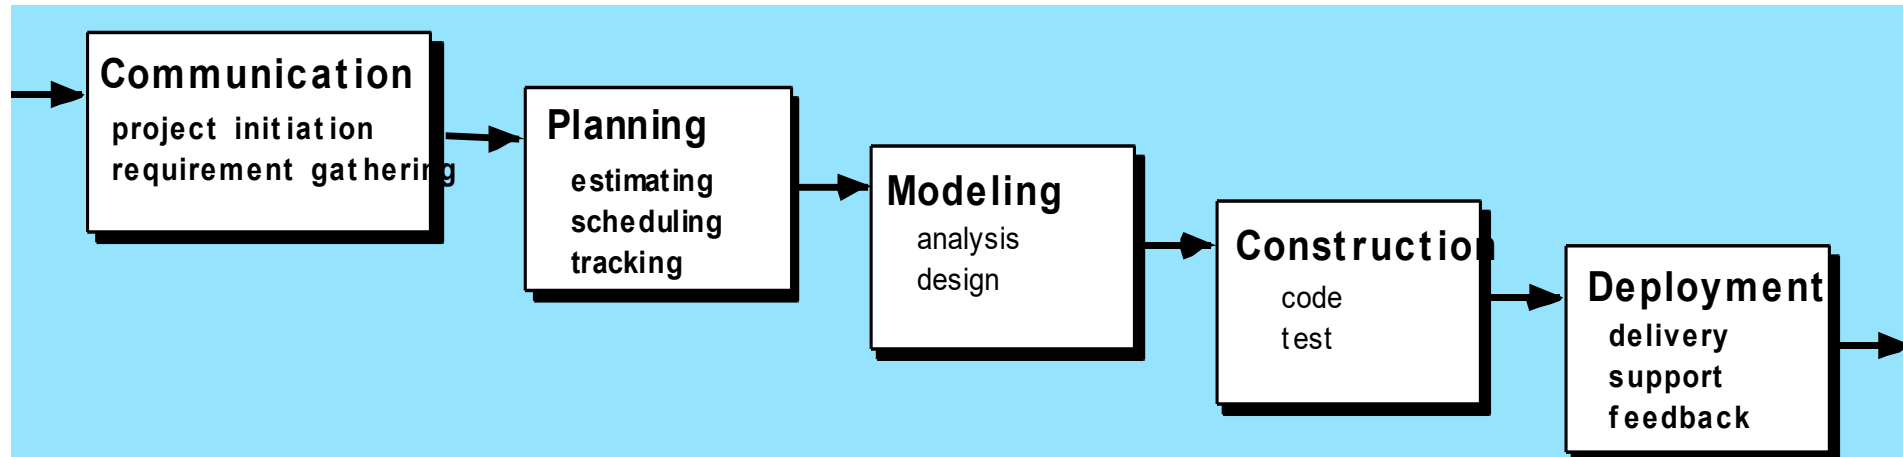 Communication
project initiation
requirement gathering
Planning
estimating
scheduling
tracking
Modeling
analysis
design
Construction
code
test
Deployment
delivery
support
feedback